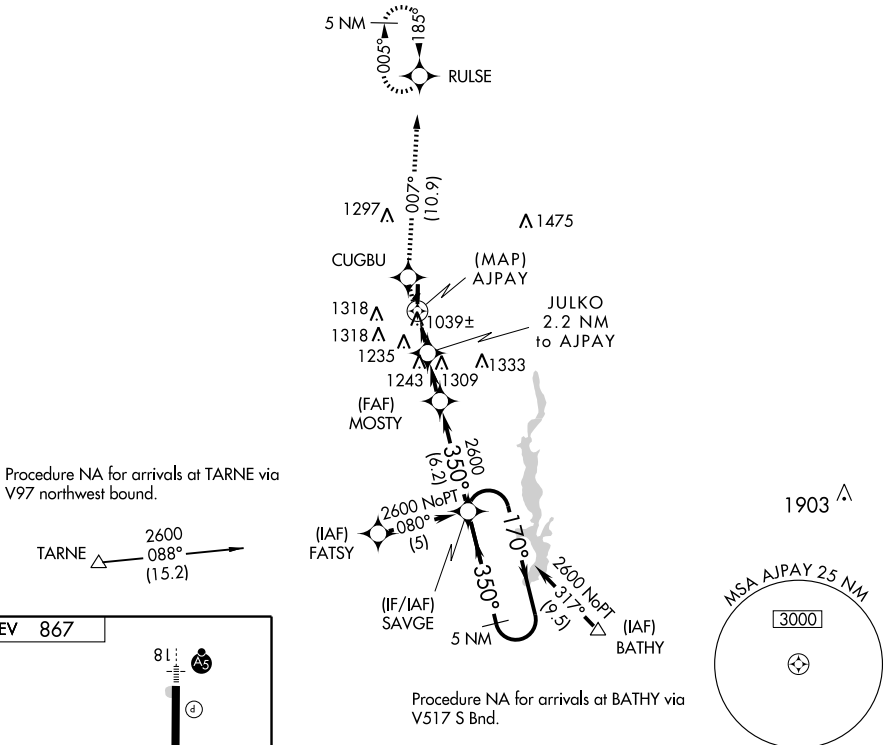 5 NM
185°
005°
RULSE
007°
(10.9)
1297
1475
CUGBU
(MAP)
AJPAY
1318
1039±
JULKO
2.2 NM
to AJPAY
1318
1235
1243
1309
1333
(FAF)
MOSTY
2600
350°
(6.2)
Procedure NA for arrivals at TARNE via
V97 northwest bound.
1903
2600 NoPT
080°
(5)
(IAF)
FATSY
170°
2600
088°
(15.2)
TARNE
350°
2600 NoPT
317°
(9.5)
(IF/IAF)
SAVGE
5 NM
(IAF)
BATHY
MSA AJPAY 25 NM
3000
EV 867
18
A5
P
Procedure NA for arrivals at BATHY via
V517 S Bnd.